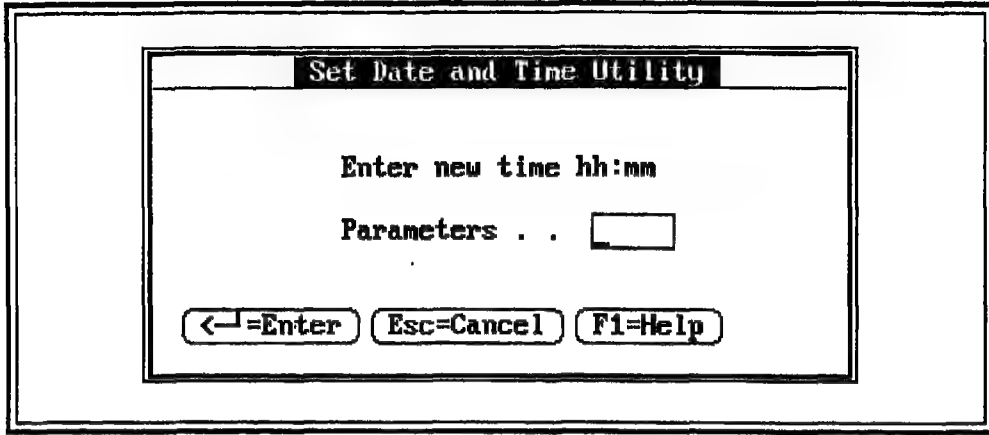 Set Date and Time Utility
Enter new time hh:mm
Parameters . .
<┘=Enter Esc=Cancel F1=Help